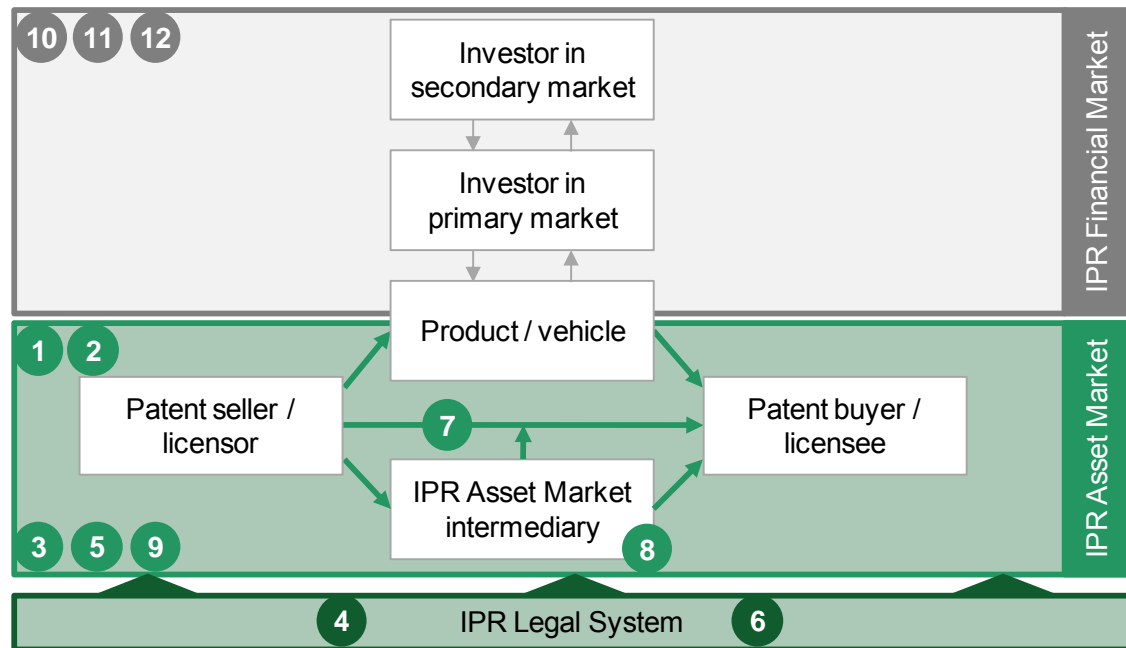 10 11 12
Investor in
secondary market
Investor in
primary market
IPR Financial Market
Product / vehicle
1 2
Patent seller /
licensor
7
Patent buyer /
licensee
IPR Asset Market
intermediary
8
3 5 9
IPR Asset Market
4 IPR Legal System 6